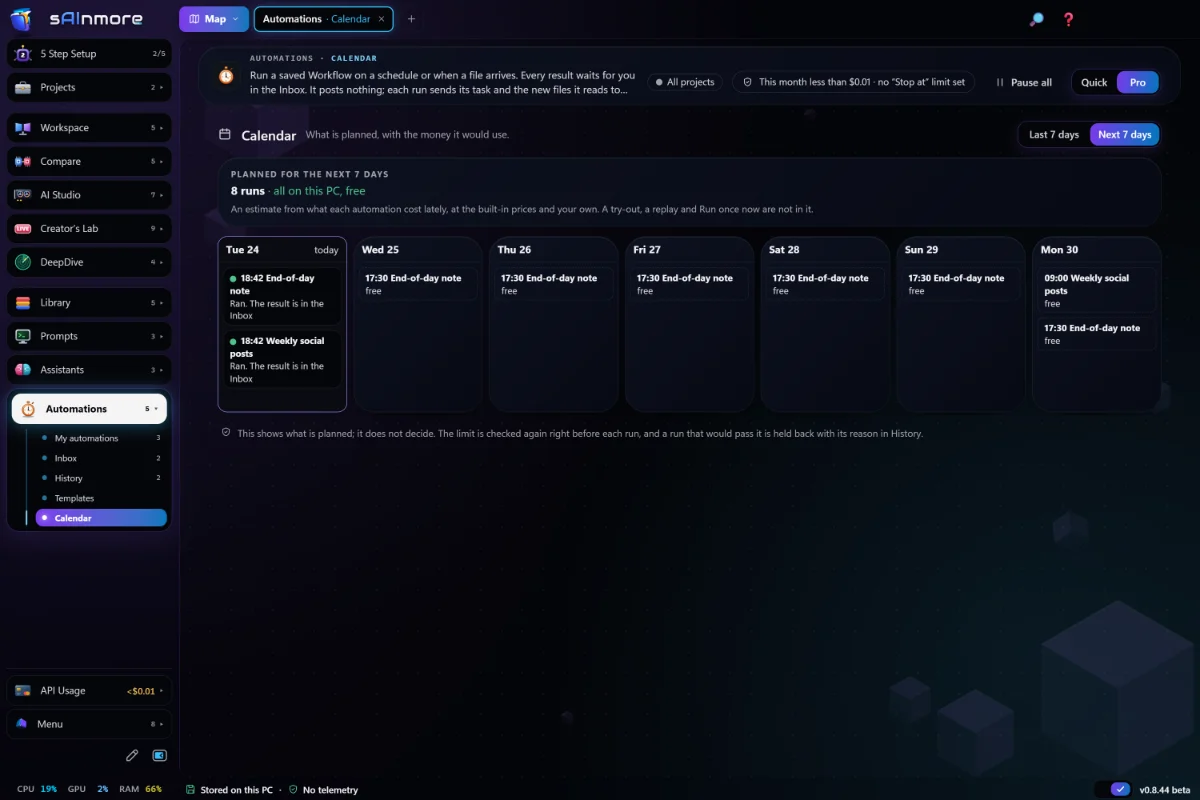 sAInmore
Map
Automations · Calendar ×
+
?
5 Step Setup 2/5
Projects 2
Workspace 5
Compare 5
AI Studio 7
Creator's Lab 9
DeepDive 4
Library 5
Prompts 3
Assistants 3
Automations 5
My automations 3
Inbox 2
History 2
Templates
Calendar
API Usage <$0.01
Menu 8
AUTOMATIONS · CALENDAR
Run a saved Workflow on a schedule or when a file arrives. Every result waits for you
in the Inbox. It posts nothing; each run sends its task and the new files it reads to...
All projects
This month less than $0.01 · no "Stop at" limit set
Pause all
Quick
Pro
Calendar What is planned, with the money it would use.
Last 7 days
Next 7 days
PLANNED FOR THE NEXT 7 DAYS
8 runs · all on this PC, free
An estimate from what each automation cost lately, at the built-in prices and your own. A try-out, a replay and Run once now are not in it.
Tue 24 today
18:42 End-of-day
note
Ran. The result is in the
Inbox
18:42 Weekly social
posts
Ran. The result is in the
Inbox
Wed 25
17:30 End-of-day note
free
Thu 26
17:30 End-of-day note
free
Fri 27
17:30 End-of-day note
free
Sat 28
17:30 End-of-day note
free
Sun 29
17:30 End-of-day note
free
Mon 30
09:00 Weekly social
posts
free
17:30 End-of-day note
free
This shows what is planned; it does not decide. The limit is checked again right before each run, and a run that would pass it is held back with its reason in History.
CPU 19% GPU 2% RAM 66%
Stored on this PC · No telemetry
v0.8.44 beta